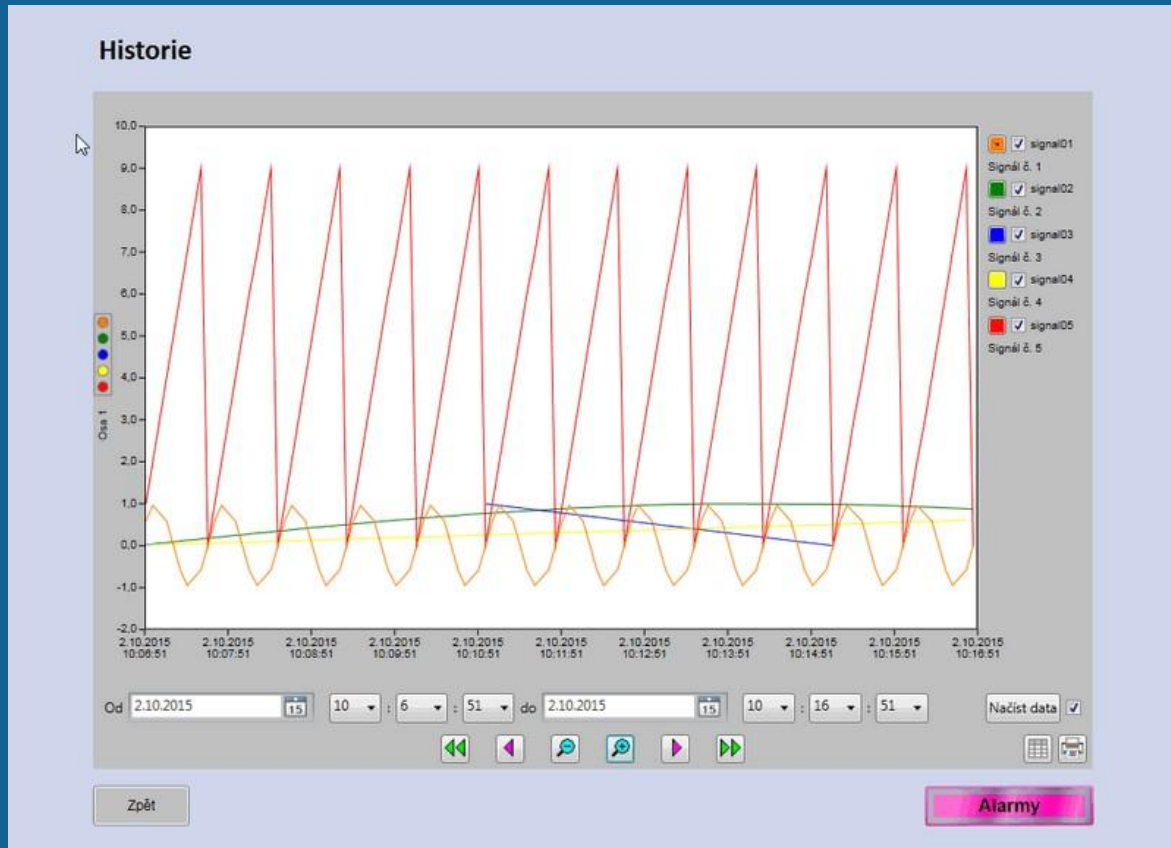 Historie
10,0
9,0
8,0
7,0
6,0
5,0
4,0
3,0
2,0
1,0
0,0
-1,0
-2,0
Osa 1
2.10.2015 2.10.2015 2.10.2015 2.10.2015 2.10.2015 2.10.2015 2.10.2015 2.10.2015 2.10.2015 2.10.2015 2.10.2015
10:06:51 10:07:51 10:08:51 10:09:51 10:10:51 10:11:51 10:12:51 10:13:51 10:14:51 10:15:51 10:16:51
signal01
Signál č. 1
signal02
Signál č. 2
signal03
Signál č. 3
signal04
Signál č. 4
signal05
Signál č. 5
Od 2.10.2015 15 10 : 6 : 51 do 2.10.2015 15 10 : 16 : 51 Načíst data
Zpět
Alarmy